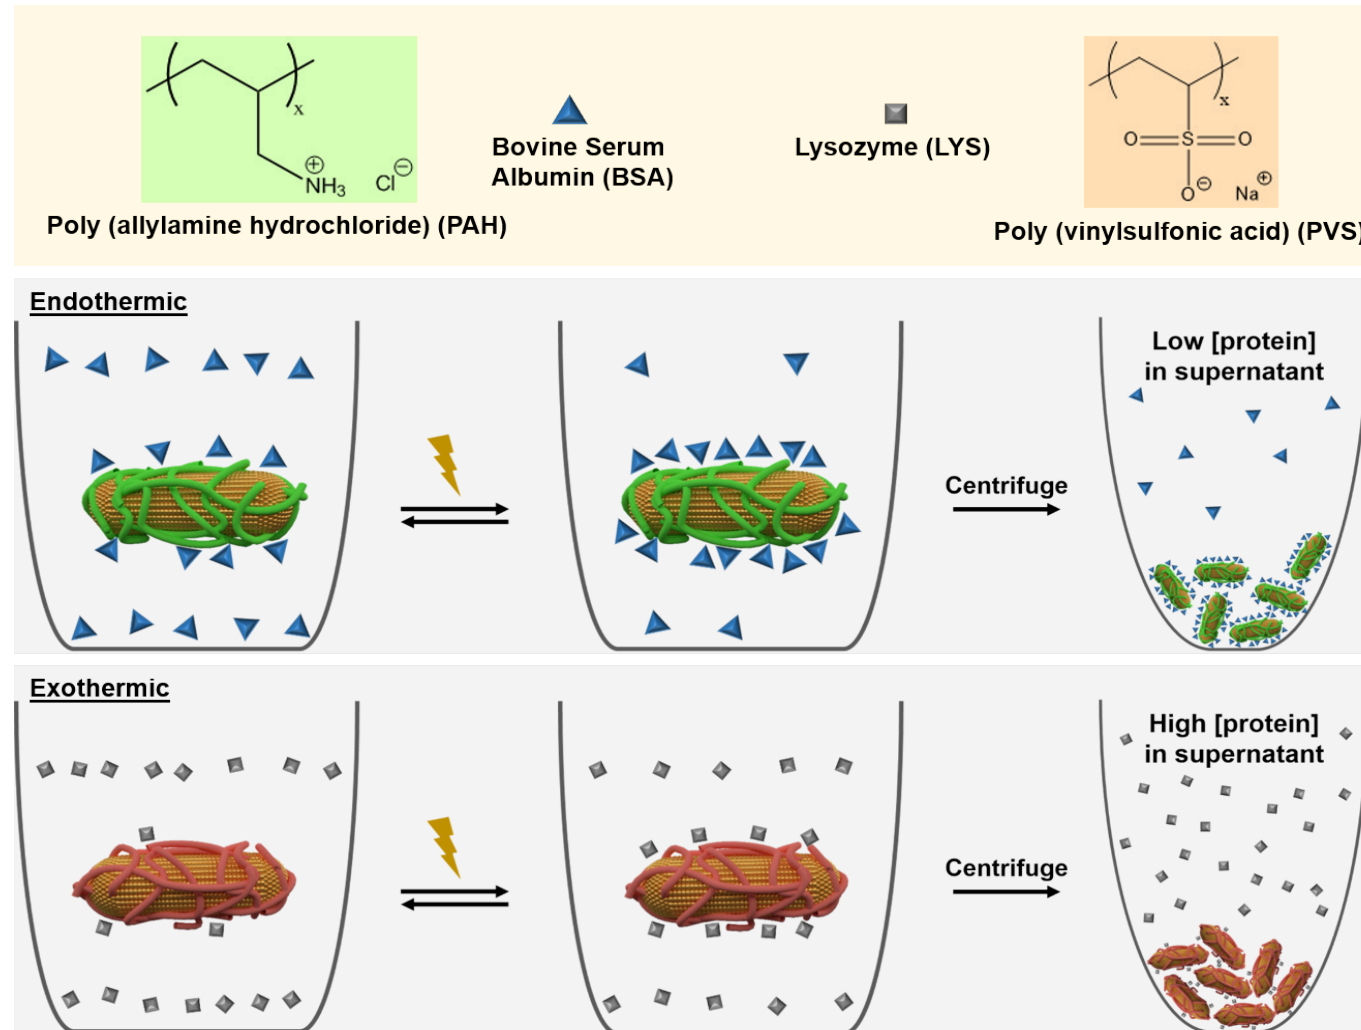 x
⊕
NH₃ Cl⊖
Poly (allylamine hydrochloride) (PAH)
Bovine Serum
Albumin (BSA)
Lysozyme (LYS)
x
O S O
O⊖ Na⊕
Poly (vinylsulfonic acid) (PVS)
Endothermic
Centrifuge
Low [protein]
in supernatant
Exothermic
Centrifuge
High [protein]
in supernatant